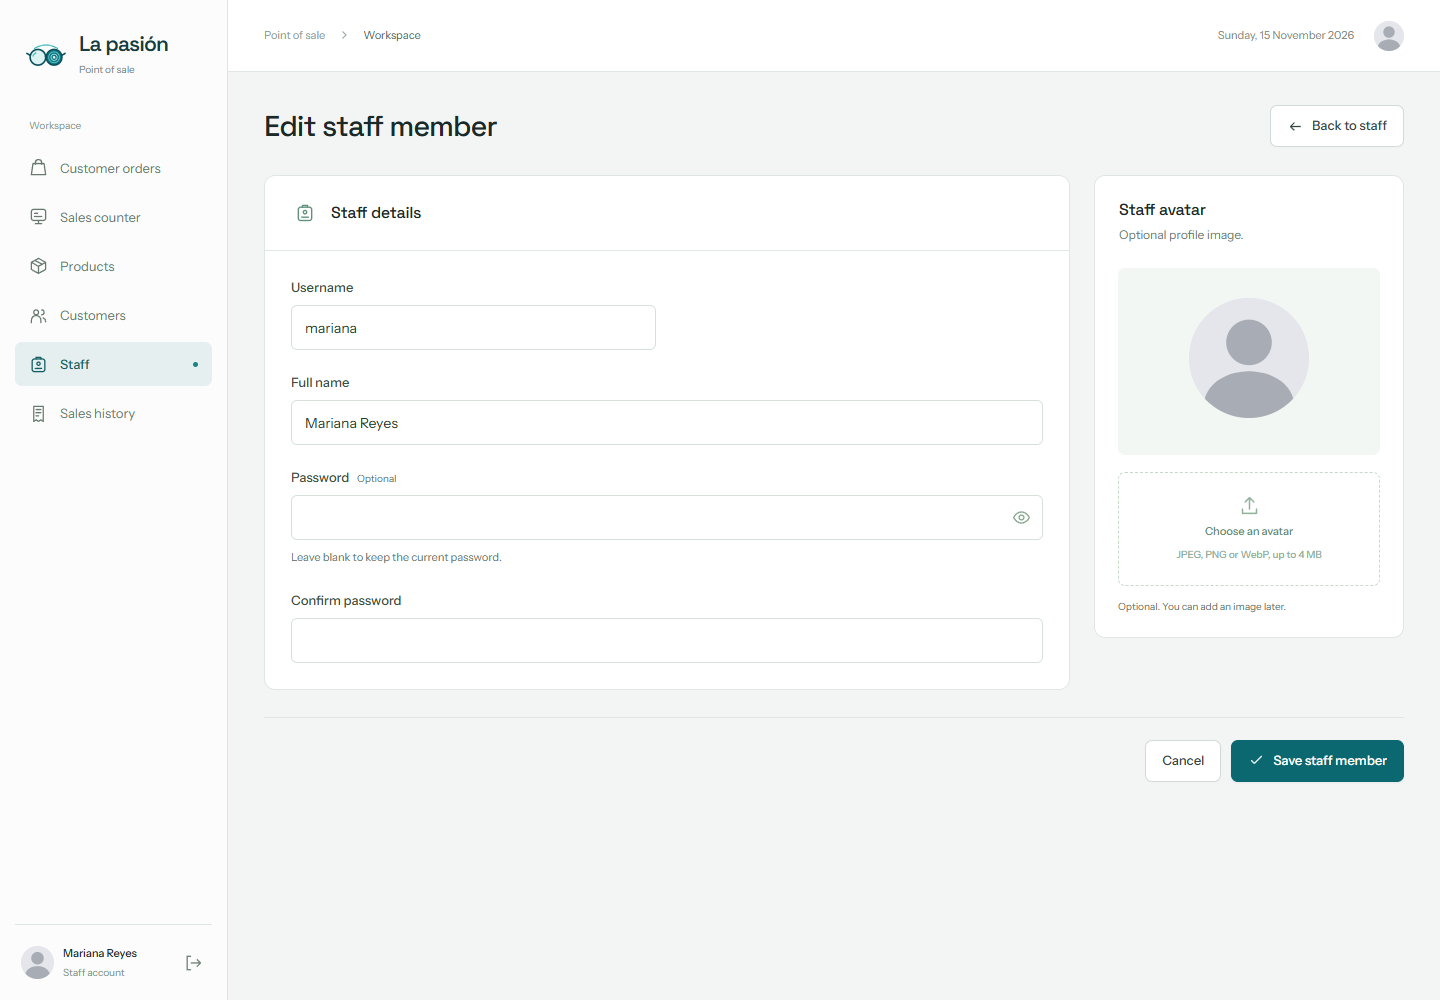 La pasión
Point of sale
Workspace
Customer orders
Sales counter
Products
Customers
Staff
Sales history
Mariana Reyes
Staff account
Point of sale
Workspace
Sunday, 15 November 2026
Edit staff member
Back to staff
Staff details
Username
mariana
Full name
Mariana Reyes
Password Optional
Leave blank to keep the current password.
Confirm password
Staff avatar
Optional profile image.
Choose an avatar
JPEG, PNG or WebP, up to 4 MB
Optional. You can add an image later.
Cancel
Save staff member